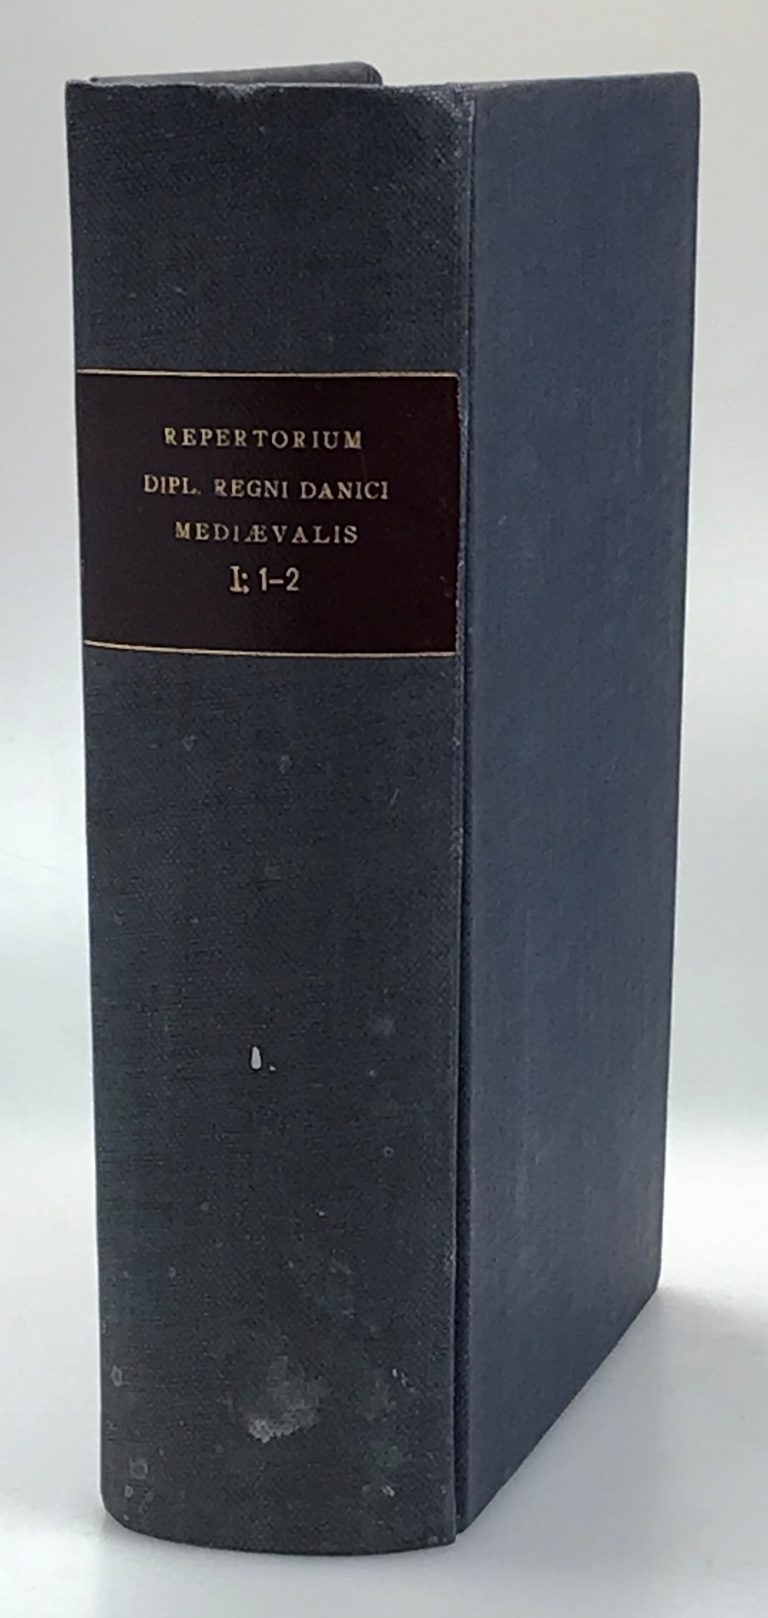 REPERTORIUM
DIPL. REGNI DANICI
MEDIÆVALIS
I; 1-2